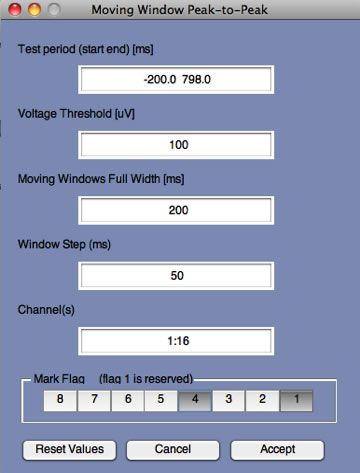 Moving Window Peak-to-Peak
Test period (start end) [ms]
-200.0  798.0
Voltage Threshold [uV]
100
Moving Windows Full Width [ms]
200
Window Step (ms)
50
Channel(s)
1:16
Mark Flag    (flag 1 is reserved)
8 7 6 5 4 3 2 1
Reset Values Cancel Accept